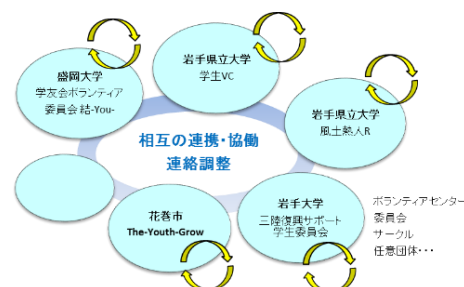 盛岡大学
学友会ボランティア
委員会 結-You-
岩手県立大学
学生VC
岩手県立大学
風土熱人R
相互の連携・協働
連絡調整
花巻市
The-Youth-Grow
岩手大学
三陸復興サポート
学生委員会
ボランティアセンター
委員会
サークル
任意団体・・・